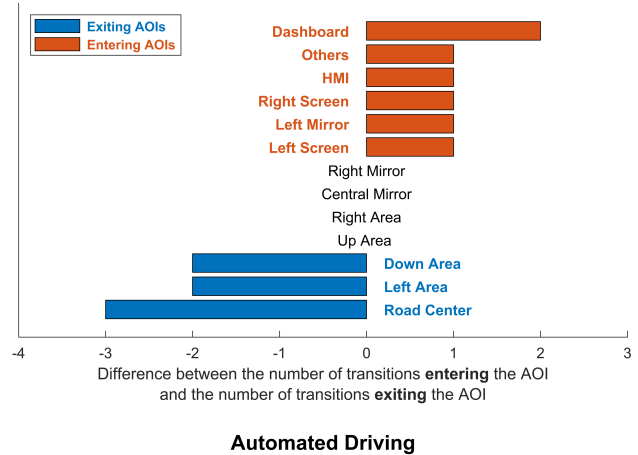 Exiting AOIs
Entering AOIs
Dashboard
Others
HMI
Right Screen
Left Mirror
Left Screen
Right Mirror
Central Mirror
Right Area
Up Area
Down Area
Left Area
Road Center
-4 -3 -2 -1 0 1 2 3
Difference between the number of transitions entering the AOI
and the number of transitions exiting the AOI
Automated Driving